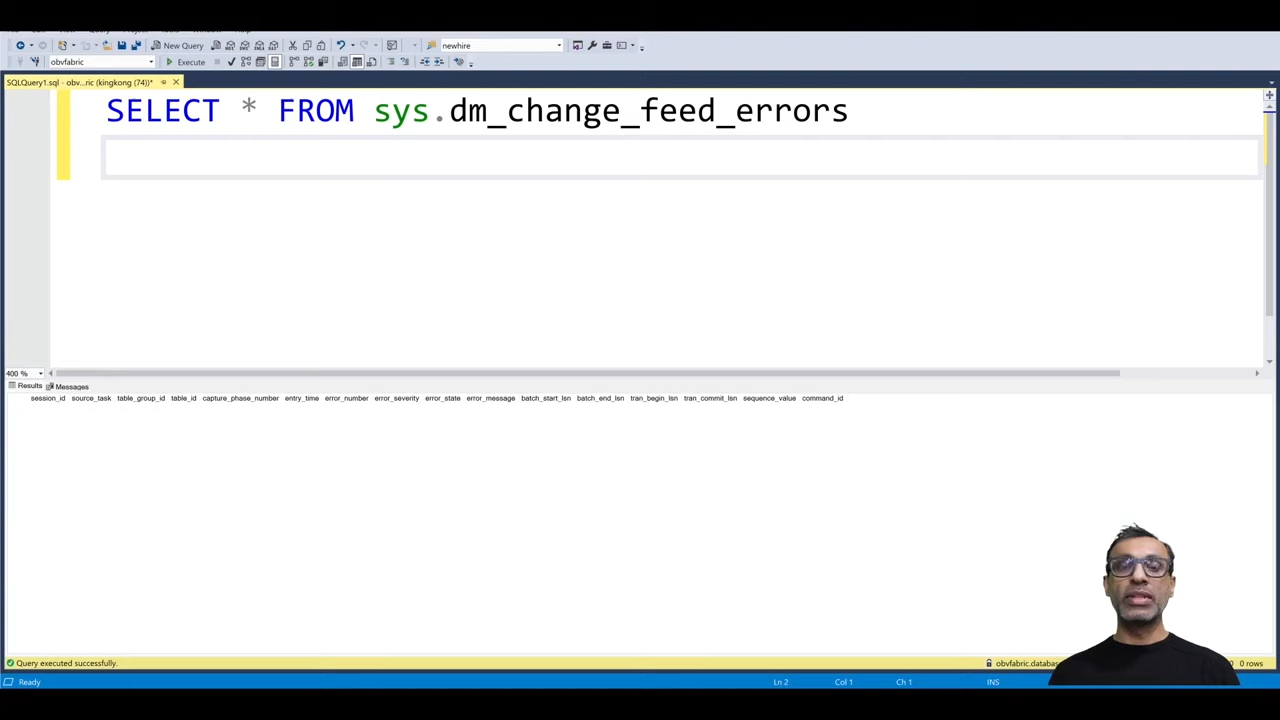 New Query
newhire
obvfabric
Execute
SQLQuery1.sql - obv...ric (kingkong (74))*
SELECT * FROM sys.dm_change_feed_errors
400 %
Results
Messages
session_id source_task table_group_id table_id capture_phase_number entry_time error_number error_severity error_state error_message batch_start_lsn batch_end_lsn tran_begin_lsn tran_commit_lsn sequence_value command_id
Query executed successfully.
obvfabric.databas
0 rows
Ready
Ln 2
Col 1
Ch 1
INS